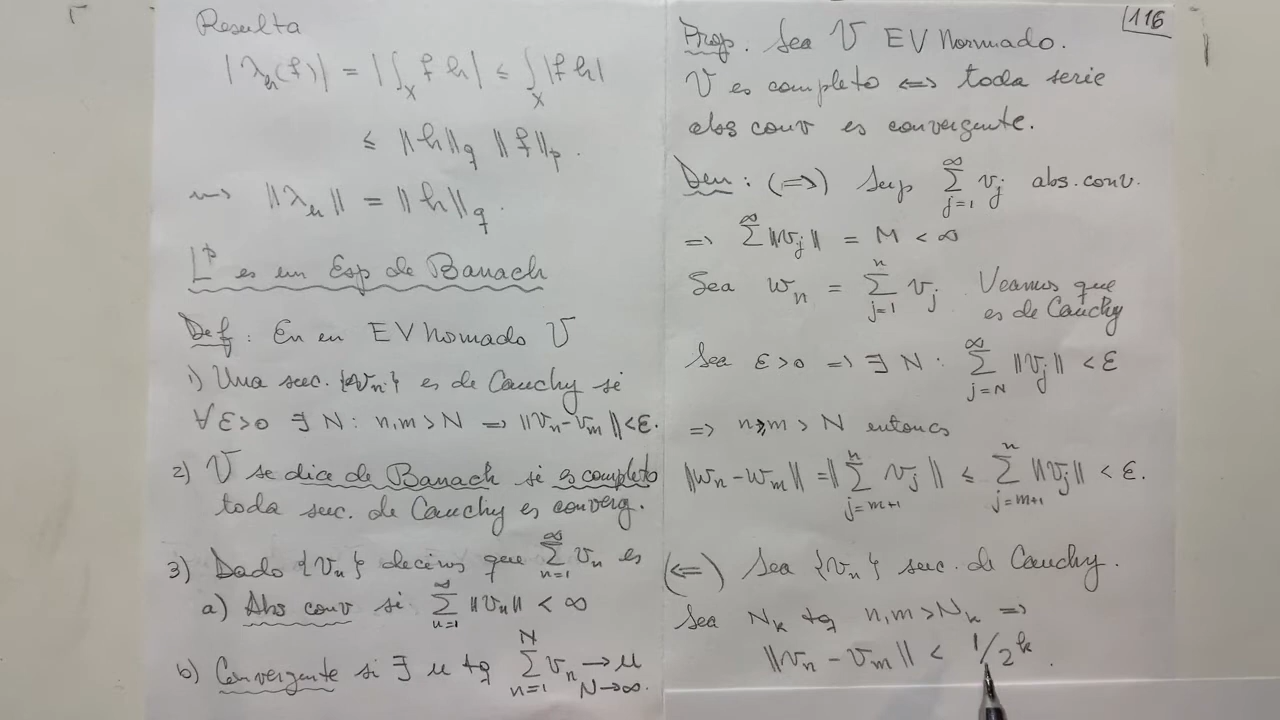 Resulta
|λ_h(f)| = |∫_X f h| ≤ ∫_X |f h|
≤ ||h||_q ||f||_p.
⇝ ||λ_h|| = ||h||_q.
L^p es un Esp de Banach
Def: En un EV Normado V
1) Una suc. {v_n} es de Cauchy si
∀ε>0 ∃ N: n,m > N ⇒ ||v_n - v_m|| < ε.
2) V se dice de Banach si es completo
toda suc. de Cauchy es converg.
3) Dado {v_n} decimos que ∑_{n=1}^∞ v_n es
a) Abs conv si ∑_{n=1}^∞ ||v_n|| < ∞
b) Convergente si ∃ u tq ∑_{n=1}^N v_n → u
N→∞.
116
Prop. Sea V EV Normado.
V es completo ⟺ toda serie
abs conv es convergente.
Dem: (⇒) Sup ∑_{j=1}^∞ v_j abs. conv.
⇒ ∑^∞ ||v_j|| = M < ∞
Sea w_n = ∑_{j=1}^n v_j. Veamos que
es de Cauchy
Sea ε>0 ⇒ ∃ N: ∑_{j=N}^∞ ||v_j|| < ε
⇒ n≥m > N entonces
||w_n - w_m|| = ||∑_{j=m+1}^n v_j|| ≤ ∑_{j=m+1}^n ||v_j|| < ε.
(⇐) Sea {v_n} suc. de Cauchy.
Sea N_k tq n,m > N_k ⇒
||v_n - v_m|| < 1/2^k.